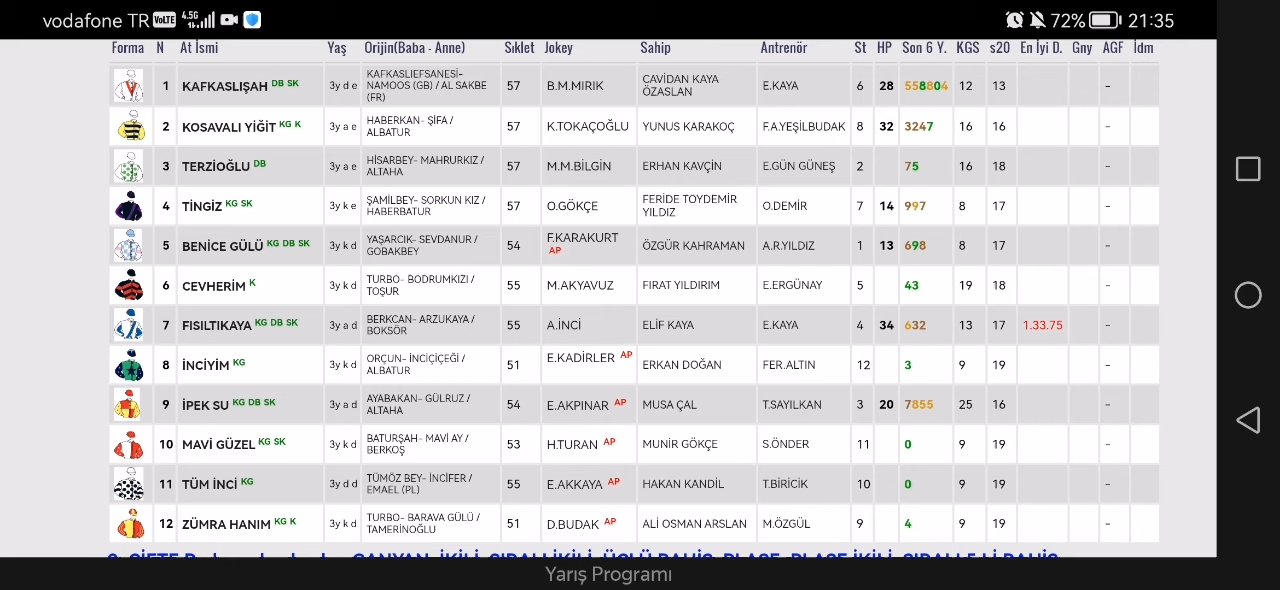 vodafone TR VoLTE 4.5G 72% 21:35
Forma N At İsmi Yaş Orijin(Baba - Anne) Sıklet Jokey Sahip Antrenör St HP Son 6 Y. KGS s20 En İyi D. Gny AGF İdm
1 KAFKASLIŞAH DB SK 3y d e KAFKASLIEFSANESİ- NAMOOS (GB) / AL SAKBE (FR) 57 B.M.MIRIK CAVİDAN KAYA ÖZASLAN E.KAYA 6 28 558804 12 13 -
2 KOSAVALI YİĞİT KG K 3y a e HABERKAN- ŞİFA / ALBATUR 57 K.TOKAÇOĞLU YUNUS KARAKOÇ F.A.YEŞİLBUDAK 8 32 3247 16 16 -
3 TERZİOĞLU DB 3y a e HİSARBEY- MAHRURKIZ / ALTAHA 57 M.M.BİLGİN ERHAN KAVÇİN E.GÜN GÜNEŞ 2 75 16 18 -
4 TİNGİZ KG SK 3y k e ŞAMİLBEY- SORKUN KIZ / HABERBATUR 57 O.GÖKÇE FERİDE TOYDEMİR YILDIZ O.DEMİR 7 14 997 8 17 -
5 BENİCE GÜLÜ KG DB SK 3y k d YAŞARCIK- SEVDANUR / GOBAKBEY 54 F.KARAKURT AP ÖZGÜR KAHRAMAN A.R.YILDIZ 1 13 698 8 17 -
6 CEVHERİM K 3y k d TURBO- BODRUMKIZI / TOŞUR 55 M.AKYAVUZ FIRAT YILDIRIM E.ERGÜNAY 5 43 19 18 -
7 FISILTIKAYA KG DB SK 3y a d BERKCAN- ARZUKAYA / BOKSÖR 55 A.İNCİ ELİF KAYA E.KAYA 4 34 632 13 17 1.33.75 -
8 İNCİYİM KG 3y k d ORÇUN- İNCİÇİÇEĞİ / ALBATUR 51 E.KADİRLER AP ERKAN DOĞAN FER.ALTIN 12 3 9 19 -
9 İPEK SU KG DB SK 3y a d AYABAKAN- GÜLRUZ / ALTAHA 54 E.AKPINAR AP MUSA ÇAL T.SAYILKAN 3 20 7855 25 16 -
10 MAVİ GÜZEL KG SK 3y k d BATURŞAH- MAVİ AY / BERKOŞ 53 H.TURAN AP MUNİR GÖKÇE S.ÖNDER 11 0 9 19 -
11 TÜM İNCİ KG 3y d d TÜMÖZ BEY- İNCİFER / EMAEL (PL) 55 E.AKKAYA AP HAKAN KANDİL T.BİRİCİK 10 0 9 19 -
12 ZÜMRA HANIM KG K 3y k d TURBO- BARAVA GÜLÜ / TAMERİNOĞLU 51 D.BUDAK AP ALİ OSMAN ARSLAN M.ÖZGÜL 9 4 9 19 -
Yarış Programı